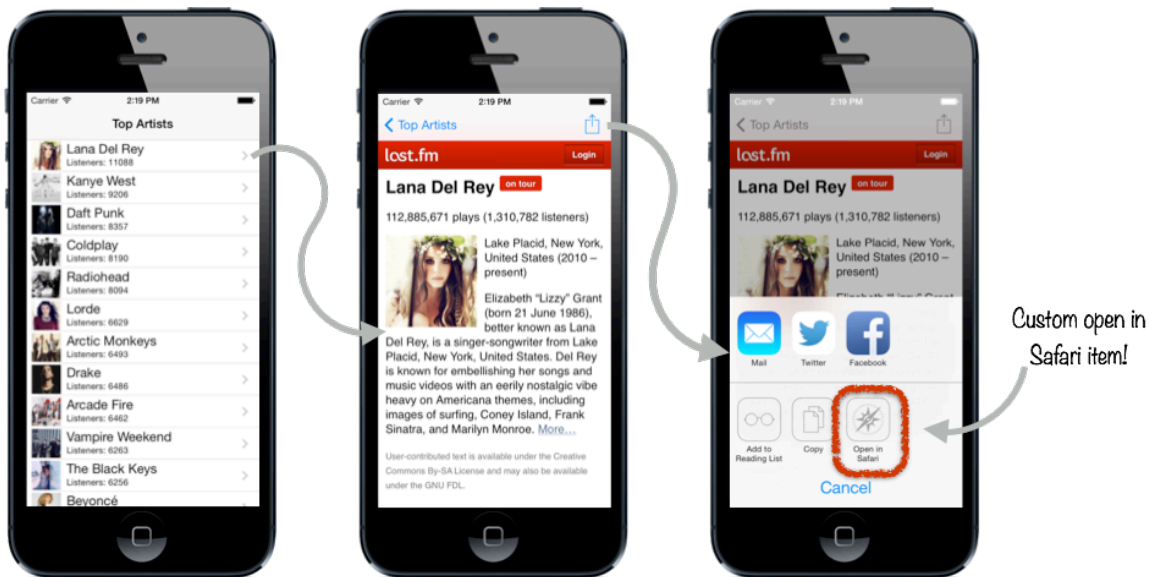 Carrier 2:19 PM
Top Artists
Lana Del Rey
Listeners: 11088
Kanye West
Listeners: 9206
Daft Punk
Listeners: 8357
Coldplay
Listeners: 8190
Radiohead
Listeners: 8094
Lorde
Listeners: 6629
Arctic Monkeys
Listeners: 6493
Drake
Listeners: 6486
Arcade Fire
Listeners: 6462
Vampire Weekend
Listeners: 6263
The Black Keys
Listeners: 6256
Beyoncé
Carrier 2:19 PM
Top Artists
lost.fm Login
Lana Del Rey on tour
112,885,671 plays (1,310,782 listeners)
Lake Placid, New York,
United States (2010 –
present)
Elizabeth “Lizzy” Grant
(born 21 June 1986),
better known as Lana
Del Rey, is a singer-songwriter from Lake
Placid, New York, United States. Del Rey
is known for embellishing her songs and
music videos with an eerily nostalgic vibe
heavy on Americana themes, including
images of surfing, Coney Island, Frank
Sinatra, and Marilyn Monroe. More...
User-contributed text is available under the Creative
Commons By-SA License and may also be available
under the GNU FDL.
Carrier 2:19 PM
Top Artists
lost.fm Login
Lana Del Rey on tour
112,885,671 plays (1,310,782 listeners)
Lake Placid, New York,
United States (2010 –
present)
Elizabeth “Lizzy” Grant
Mail Twitter Facebook
Add to
Reading List
Copy
Open in
Safari
Cancel
Custom open in
Safari item!